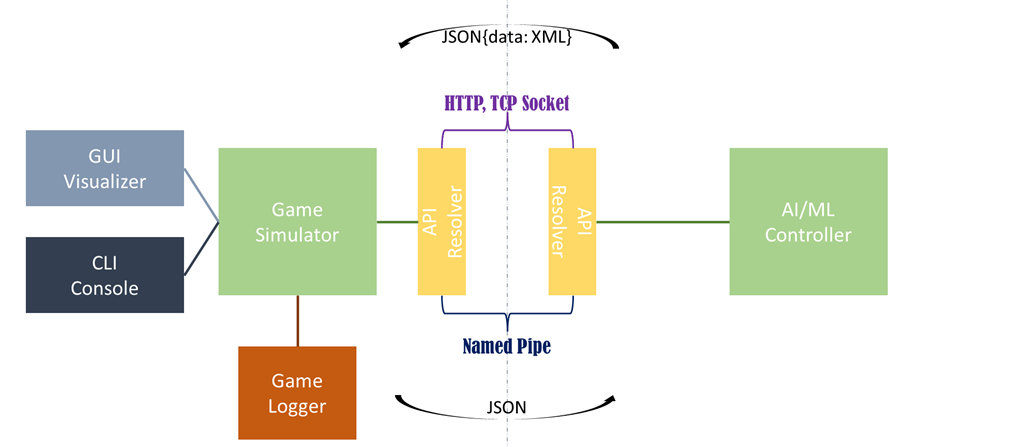 JSON{data: XML}
HTTP, TCP Socket
GUI
Visualizer
CLI
Console
Game
Simulator
API
Resolver
API
Resolver
AI/ML
Controller
Named Pipe
Game
Logger
JSON